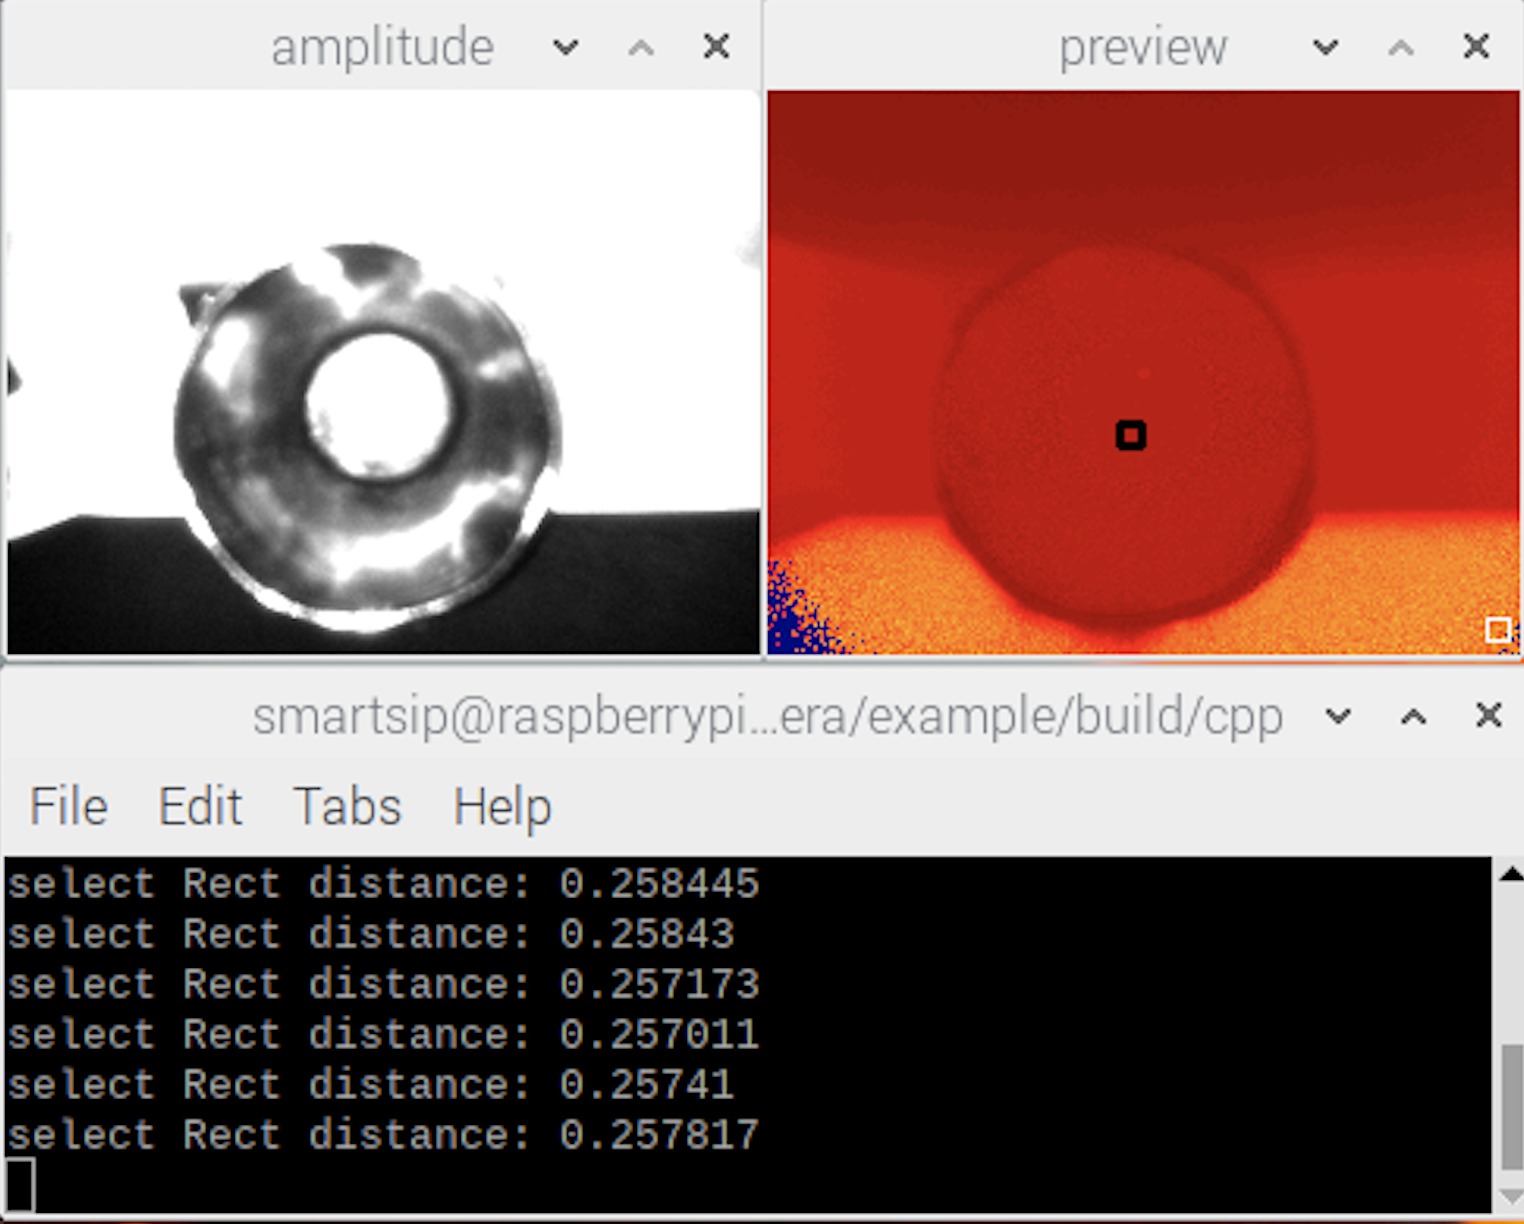 amplitude
preview
smartsip@raspberrypi...era/example/build/cpp
File Edit Tabs Help
select Rect distance: 0.258445
select Rect distance: 0.25843
select Rect distance: 0.257173
select Rect distance: 0.257011
select Rect distance: 0.25741
select Rect distance: 0.257817